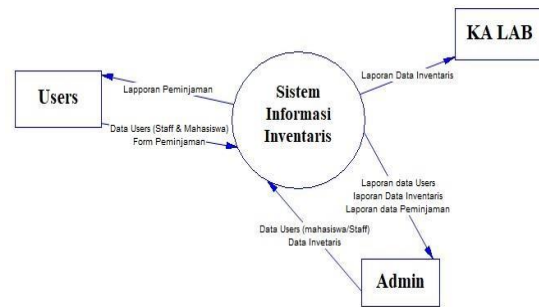 KA LAB
Laporan Data Inventaris
Sistem
Informasi
Inventaris
Lapporan Peminjaman
Users
Data Users (Staff & Mahasiswa)
Form Peminjaman
Laporan data Users
laporan Data Inventaris
Laporan data Peminjaman
Data Users (mahasiswa/Staff)
Data Invetaris
Admin